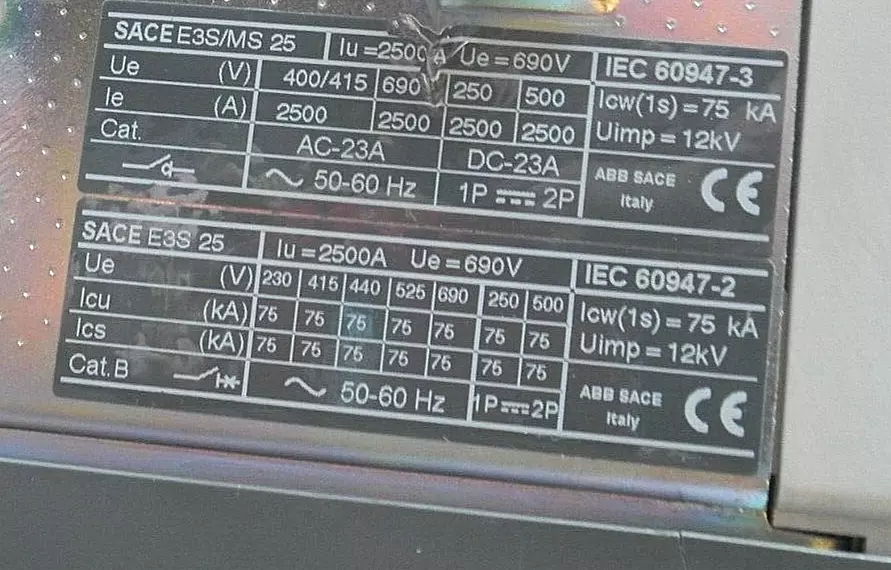 SACE E3S/MS 25 Iu=2500A Ue=690V IEC 60947-3
Ue (V) 400/415 690 250 500 Icw(1s)=75 kA
Ie (A) 2500 2500 2500 2500 Uimp=12kV
Cat. AC-23A DC-23A ABB SACE
50-60 Hz 1P 2P Italy CE
SACE E3S 25 Iu=2500A Ue=690V IEC 60947-2
Ue (V) 230 415 440 525 690 250 500 Icw(1s)=75 kA
Icu (kA) 75 75 75 75 75 75 75 Uimp=12kV
Ics (kA) 75 75 75 75 75 75 75
Cat.B 50-60 Hz 1P 2P ABB SACE
Italy CE